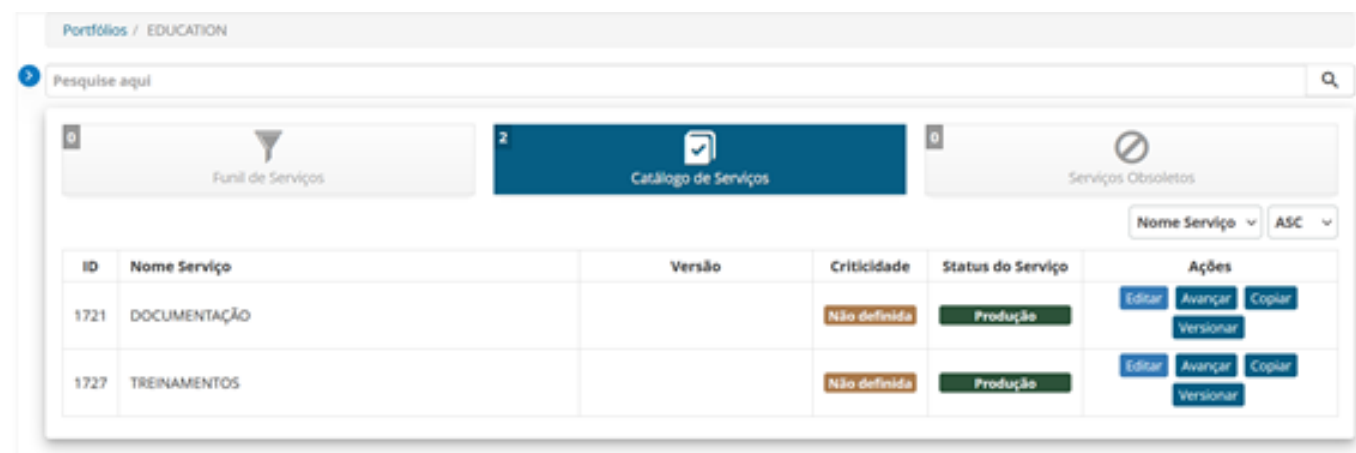 Portfólios / EDUCATION
Pesquise aqui
0 2 0
Funil de Serviços Catálogo de Serviços Serviços Obsoletos
Nome Serviço ASC
ID Nome Serviço Versão Criticidade Status do Serviço Ações
Editar Avançar Copiar
1721 DOCUMENTAÇÃO Não definida Produção
Versionar
Editar Avançar Copiar
1727 TREINAMENTOS Não definida Produção
Versionar